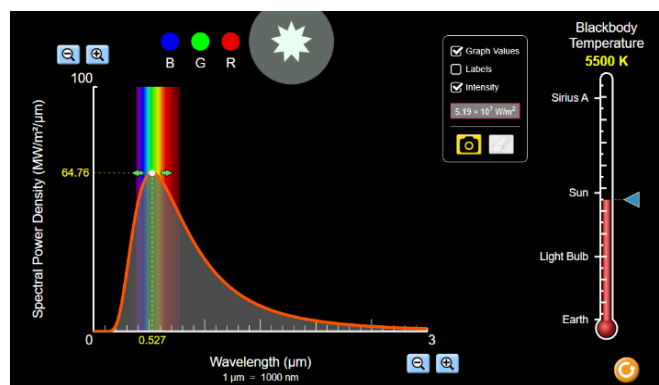 B G R
100
Spectral Power Density (MW/m²/µm)
64.76
0
0.527
3
Wavelength (µm)
1 µm = 1000 nm
Graph Values
Labels
Intensity
5.19 × 10⁷ W/m²
Blackbody
Temperature
5500 K
Sirius A
Sun
Light Bulb
Earth